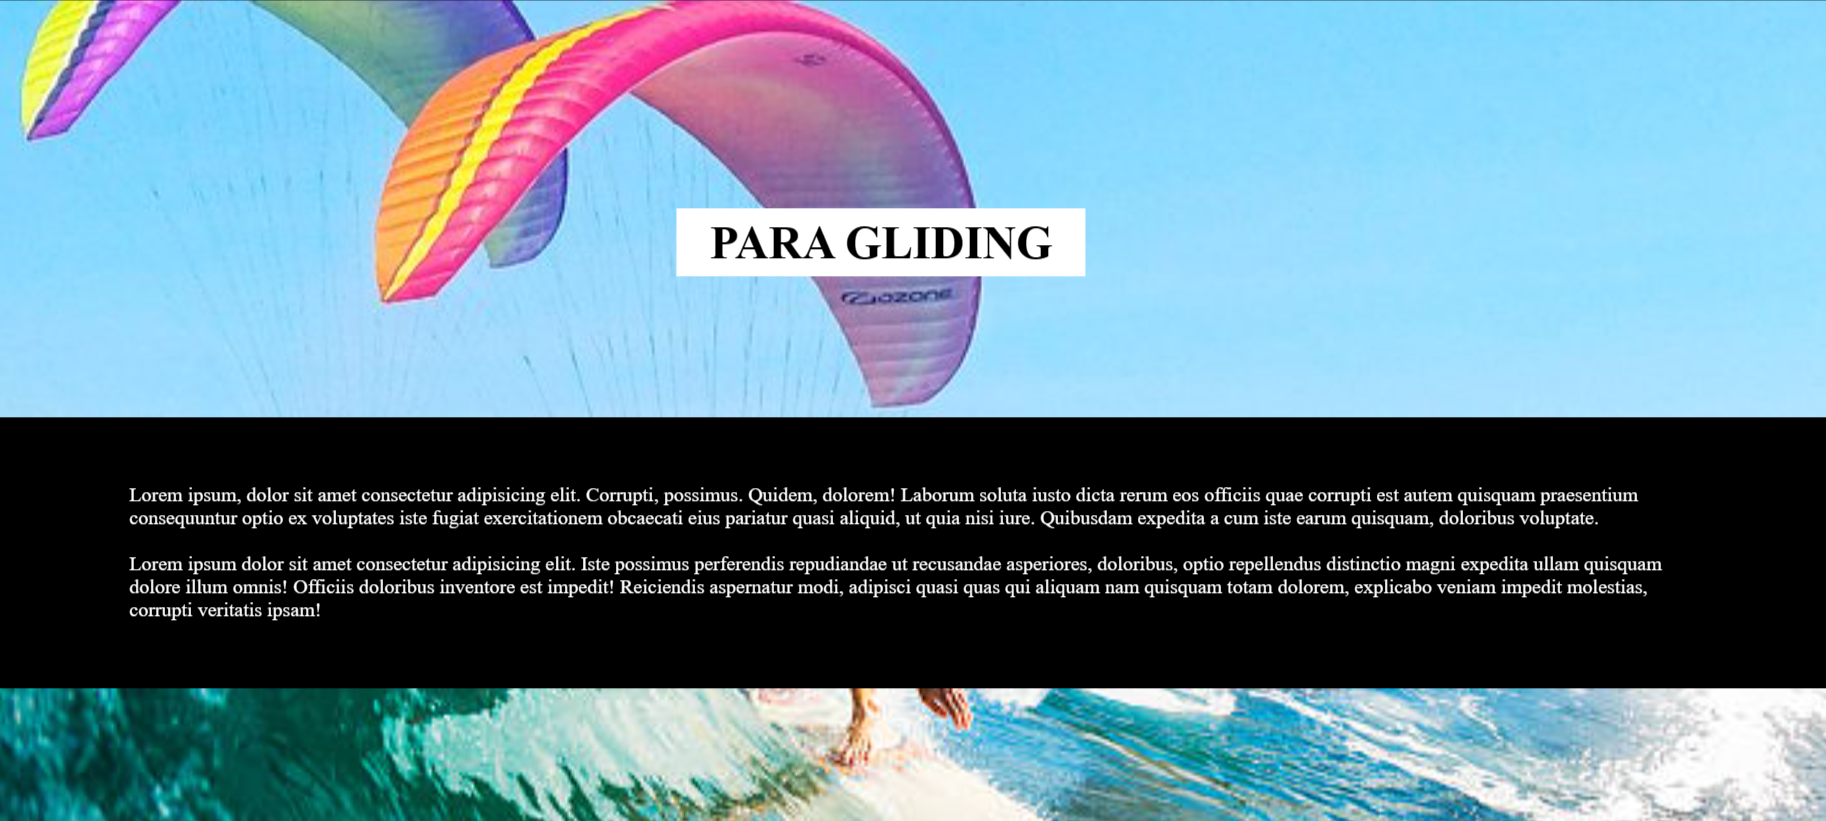 PARA GLIDING
OZONE
Lorem ipsum, dolor sit amet consectetur adipisicing elit. Corrupti, possimus. Quidem, dolorem! Laborum soluta iusto dicta rerum eos officiis quae corrupti est autem quisquam praesentium
consequuntur optio ex voluptates iste fugiat exercitationem obcaecati eius pariatur quasi aliquid, ut quia nisi iure. Quibusdam expedita a cum iste earum quisquam, doloribus voluptate.
Lorem ipsum dolor sit amet consectetur adipisicing elit. Iste possimus perferendis repudiandae ut recusandae asperiores, doloribus, optio repellendus distinctio magni expedita ullam quisquam
dolore illum omnis! Officiis doloribus inventore est impedit! Reiciendis aspernatur modi, adipisci quasi quas qui aliquam nam quisquam totam dolorem, explicabo veniam impedit molestias,
corrupti veritatis ipsam!